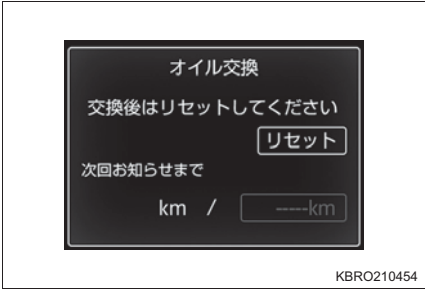 オイル交換
交換後はリセットしてください
リセット
次回お知らせまで
km / -----km
KBRO210454